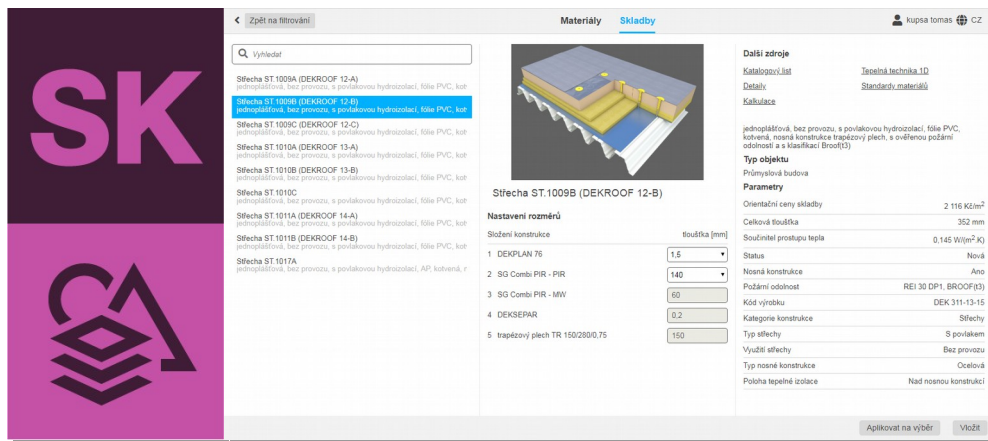 SK
Zpět na filtrování
Materiály Skladby
kupsa tomas CZ
Vyhledat
Střecha ST.1009A (DEKROOF 12-A)
jednoplášťová, bez provozu, s povlakovou hydroizolací, fólie PVC, kot
Střecha ST.1009B (DEKROOF 12-B)
jednoplášťová, bez provozu, s povlakovou hydroizolací, fólie PVC, kot
Střecha ST.1009C (DEKROOF 12-C)
jednoplášťová, bez provozu, s povlakovou hydroizolací, fólie PVC, kot
Střecha ST.1010A (DEKROOF 13-A)
jednoplášťová, bez provozu, s povlakovou hydroizolací, fólie PVC, kot
Střecha ST.1010B (DEKROOF 13-B)
jednoplášťová, bez provozu, s povlakovou hydroizolací, fólie PVC, kot
Střecha ST.1010C
jednoplášťová, bez provozu, s povlakovou hydroizolací, fólie PVC, kot
Střecha ST.1011A (DEKROOF 14-A)
jednoplášťová, bez provozu, s povlakovou hydroizolací, fólie PVC, kot
Střecha ST.1011B (DEKROOF 14-B)
jednoplášťová, bez provozu, s povlakovou hydroizolací, fólie PVC, kot
Střecha ST.1017A
jednoplášťová, bez provozu, s povlakovou hydroizolací, AP, kotvená, r
Střecha ST.1009B (DEKROOF 12-B)
Nastavení rozměrů
Složení konstrukce tloušťka [mm]
1 DEKPLAN 76 1,5
2 SG Combi PIR - PIR 140
3 SG Combi PIR - MW 60
4 DEKSEPAR 0,2
5 trapézový plech TR 150/280/0,75 150
Další zdroje
Katalogový list Tepelná technika 1D
Detaily Standardy materiálů
Kalkulace
jednoplášťová, bez provozu, s povlakovou hydroizolací, fólie PVC,
kotvená, nosná konstrukce trapézový plech, s ověřenou požární
odolností a s klasifikací Broof(t3)
Typ objektu
Průmyslová budova
Parametry
Orientační ceny skladby 2 116 Kč/m²
Celková tloušťka 352 mm
Součinitel prostupu tepla 0,145 W/(m².K)
Status Nová
Nosná konstrukce Ano
Požární odolnost REI 30 DP1, BROOF(t3)
Kód výrobku DEK 311-13-15
Kategorie konstrukce Střechy
Typ střechy S povlakem
Využití střechy Bez provozu
Typ nosné konstrukce Ocelová
Poloha tepelné izolace Nad nosnou konstrukcí
Aplikovat na výběr Vložit